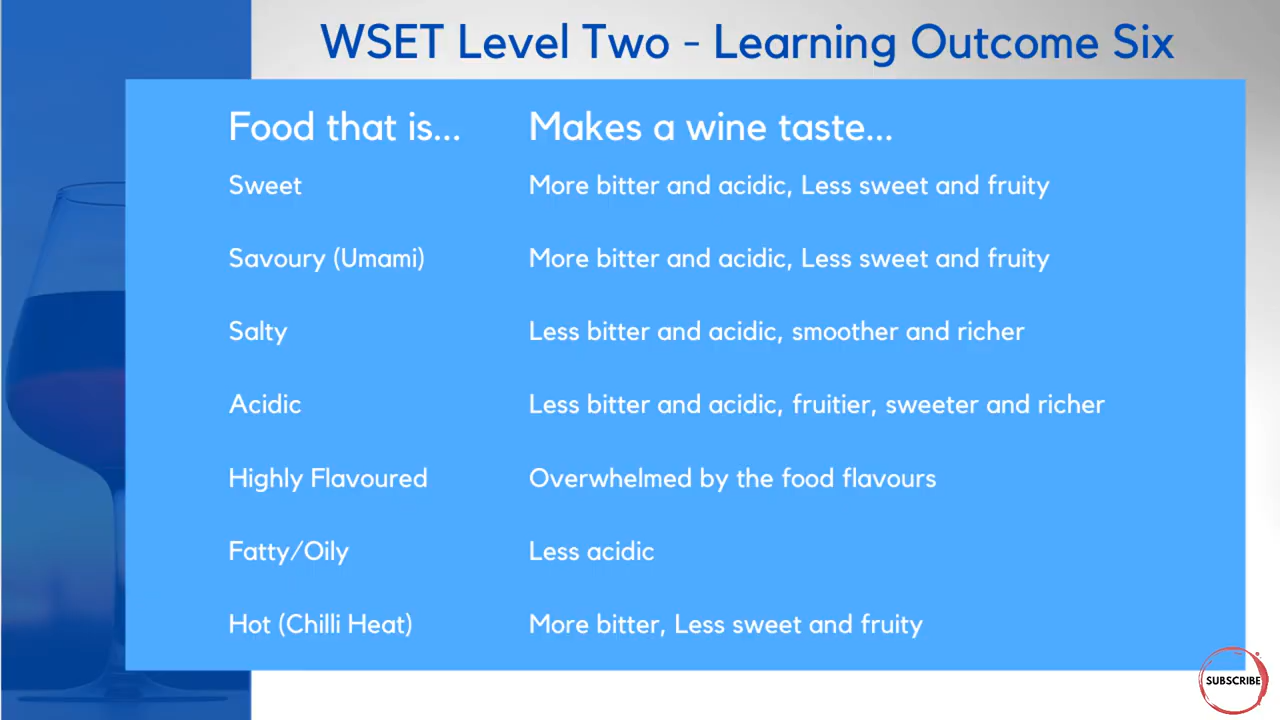 WSET Level Two - Learning Outcome Six
Food that is... Makes a wine taste...
Sweet More bitter and acidic, Less sweet and fruity
Savoury (Umami) More bitter and acidic, Less sweet and fruity
Salty Less bitter and acidic, smoother and richer
Acidic Less bitter and acidic, fruitier, sweeter and richer
Highly Flavoured Overwhelmed by the food flavours
Fatty/Oily Less acidic
Hot (Chilli Heat) More bitter, Less sweet and fruity
SUBSCRIBE